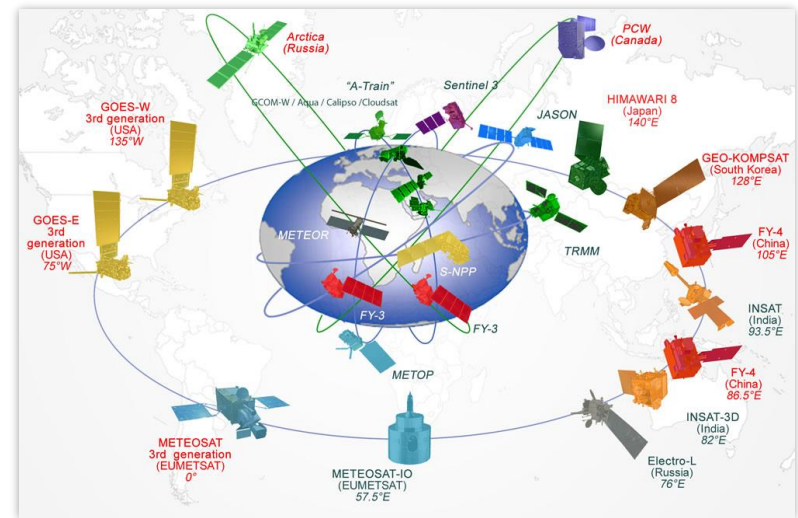 Arctica
(Russia)
PCW
(Canada)
"A-Train"
GCOM-W / Aqua / Calipso /Cloudsat
Sentinel 3
JASON
HIMAWARI 8
(Japan)
140°E
GOES-W
3rd generation
(USA)
135°W
GEO-KOMPSAT
(South Korea)
128°E
GOES-E
3rd
generation
(USA)
75°W
METEOR
S-NPP
TRMM
FY-4
(China)
105°E
FY-3
FY-3
INSAT
(India)
93.5°E
METOP
FY-4
(China)
86.5°E
INSAT-3D
(India)
82°E
METEOSAT
3rd generation
(EUMETSAT)
0°
METEOSAT-IO
(EUMETSAT)
57.5°E
Electro-L
(Russia)
76°E